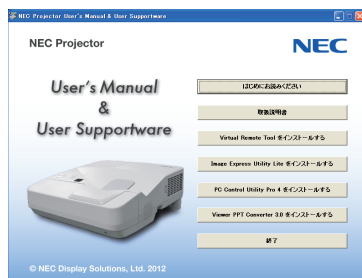 NEC Projector User's Manual & User Supportware
NEC Projector
NEC
User's Manual
&
User Supportware
はじめにお読みください
取扱説明書
Virtual Remote Tool をインストールする
Image Express Utility Lite をインストールする
PC Control Utility Pro 4 をインストールする
Viewer PPT Converter 3.0 をインストールする
終了
© NEC Display Solutions, Ltd. 2012